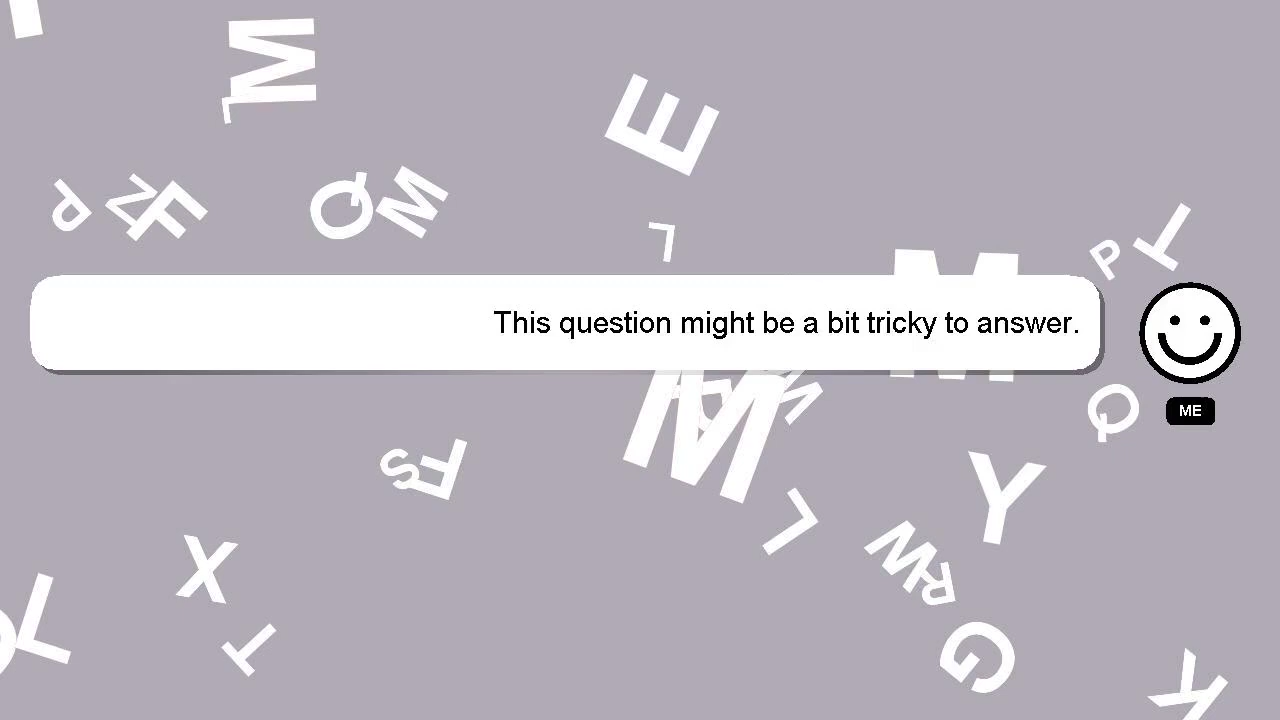 M
L
E
P
Z
F
Q
M
L
P
T
M
This question might be a bit tricky to answer.
ME
M
Q
S
F
Y
L
X
W
R
T
G
K